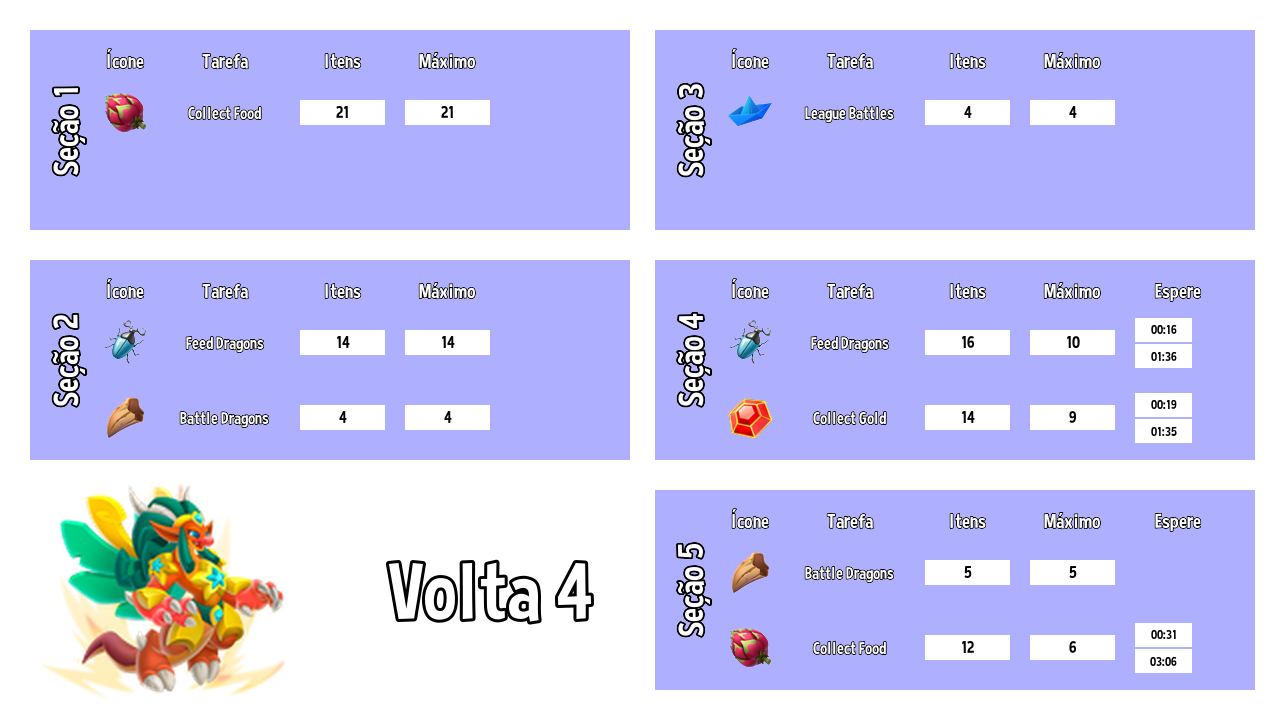 Seção 1
Ícone Tarefa Itens Máximo
Collect Food 21 21
Seção 2
Ícone Tarefa Itens Máximo
Feed Dragons 14 14
Battle Dragons 4 4
Volta 4
Seção 3
Ícone Tarefa Itens Máximo
League Battles 4 4
Seção 4
Ícone Tarefa Itens Máximo Espere
Feed Dragons 16 10 00:16
01:36
Collect Gold 14 9 00:19
01:35
Seção 5
Ícone Tarefa Itens Máximo Espere
Battle Dragons 5 5
Collect Food 12 6 00:31
03:06